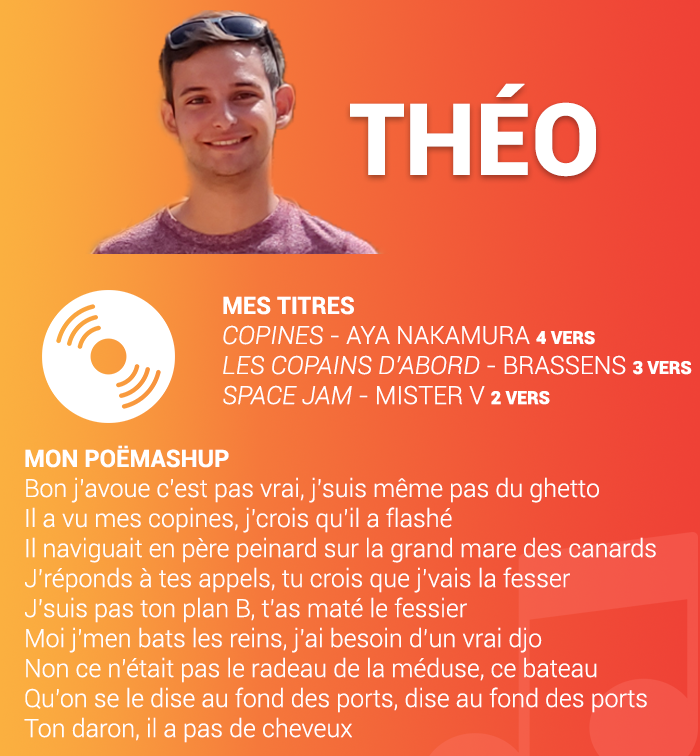 THÉO
MES TITRES
COPINES - AYA NAKAMURA 4 VERS
LES COPAINS D'ABORD - BRASSENS 3 VERS
SPACE JAM - MISTER V 2 VERS
MON POËMASHUP
Bon j'avoue c'est pas vrai, j'suis même pas du ghetto
Il a vu mes copines, j'crois qu'il a flashé
Il naviguait en père peinard sur la grand mare des canards
J'réponds à tes appels, tu crois que j'vais la fesser
J'suis pas ton plan B, t'as maté le fessier
Moi j'men bats les reins, j'ai besoin d'un vrai djo
Non ce n'était pas le radeau de la méduse, ce bateau
Qu'on se le dise au fond des ports, dise au fond des ports
Ton daron, il a pas de cheveux